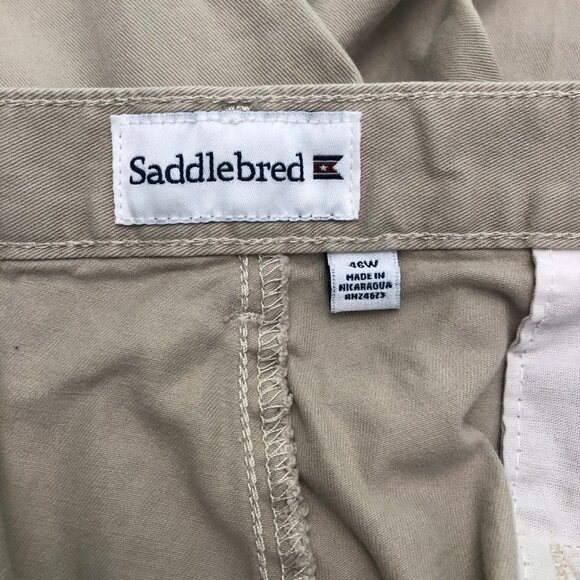 Saddlebred
46W
MADE IN
NICARAGUA
RN24673